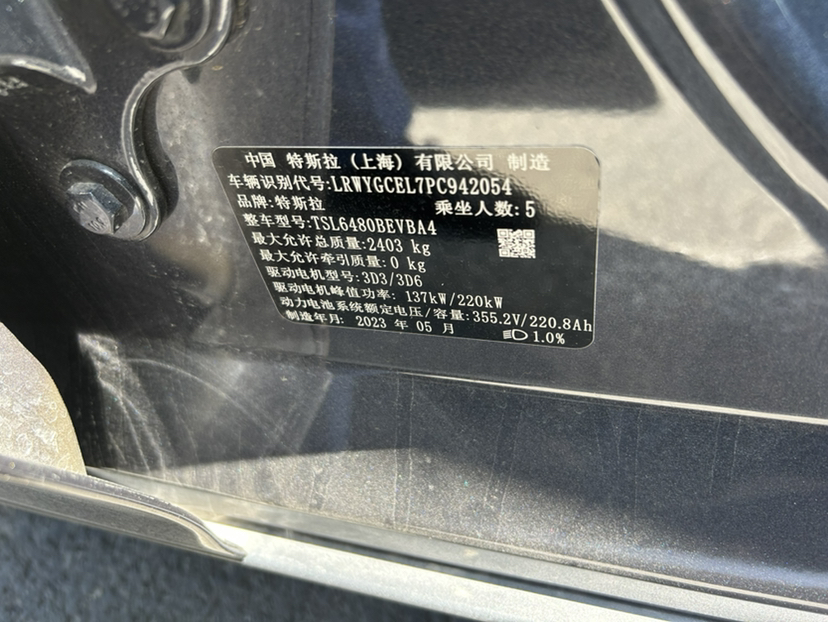 中国 特斯拉 (上海) 有限公司 制造
车辆识别代号:LRWYGCEL7PC942054
品牌:特斯拉 乘坐人数:5
整车型号:TSL6480BEVBA4
最大允许总质量:2403 kg
最大允许牵引质量:0 kg
驱动电机型号:3D3/3D6
驱动电机峰值功率: 137kW/220kW
动力电池系统额定电压/容量:355.2V/220.8Ah
制造年月: 2023 年 05 月 1.0%